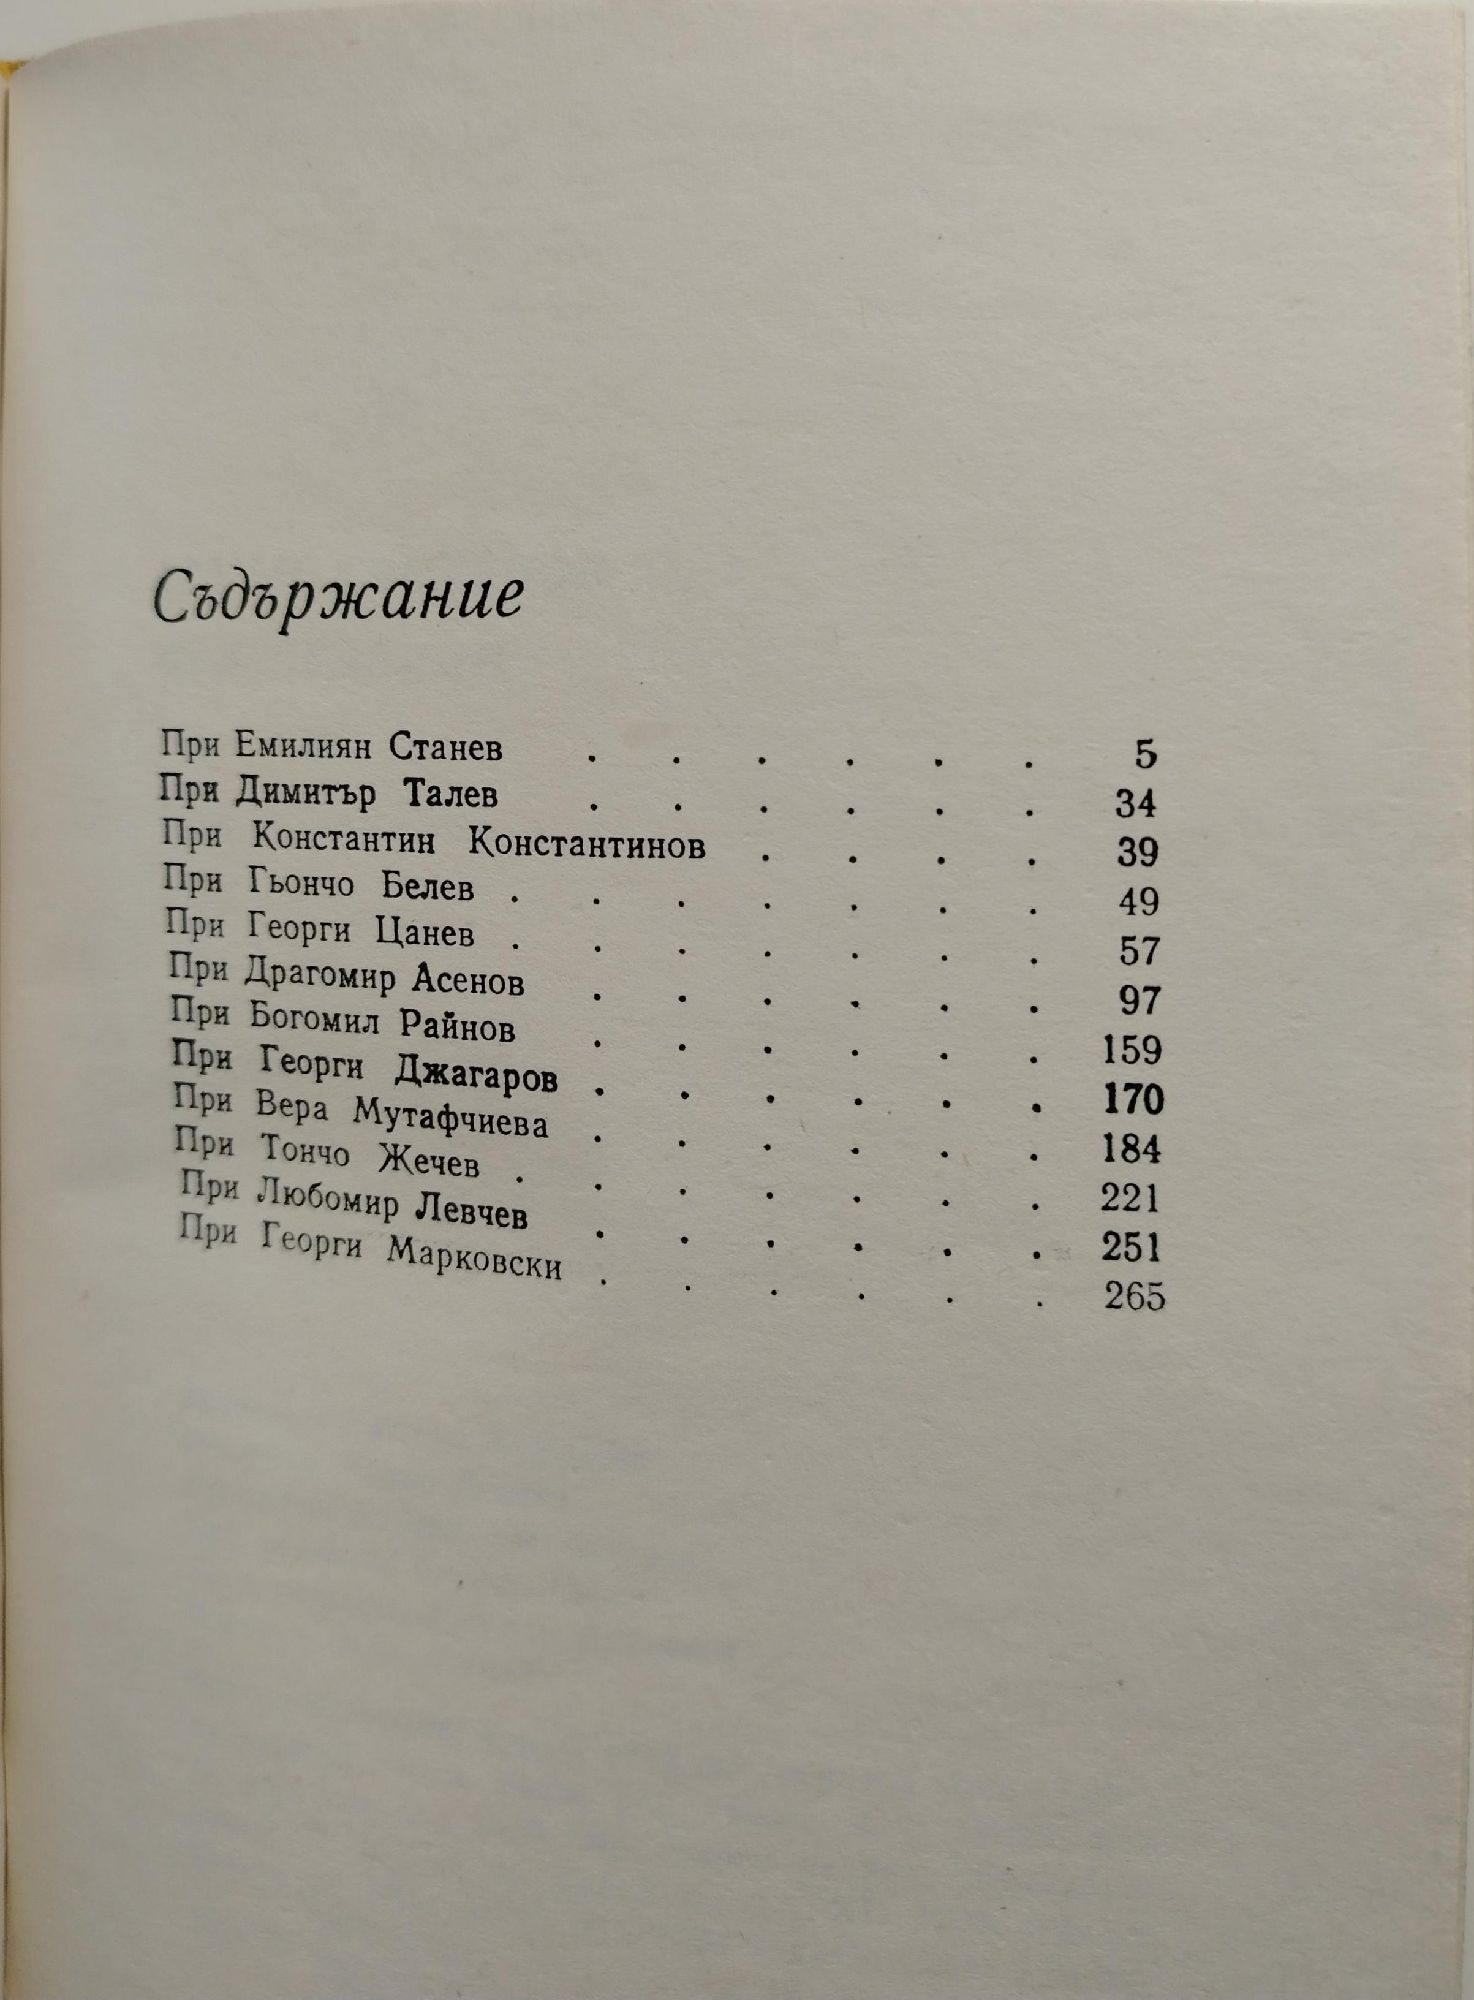 Съдържание
При Емилиян Станев . . . . . . 5
При Димитър Талев . . . . . . 34
При Константин Константинов . . . . 39
При Гьончо Белев . . . . . . . 49
При Георги Цанев . . . . . . . 57
При Драгомир Асенов . . . . . . 97
При Богомил Райнов . . . . . . 159
При Георги Джагаров . . . . . . 170
При Вера Мутафчиева . . . . . . 184
При Тончо Жечев . . . . . . . 221
При Любомир Левчев . . . . . . 251
При Георги Марковски . . . . . . 265